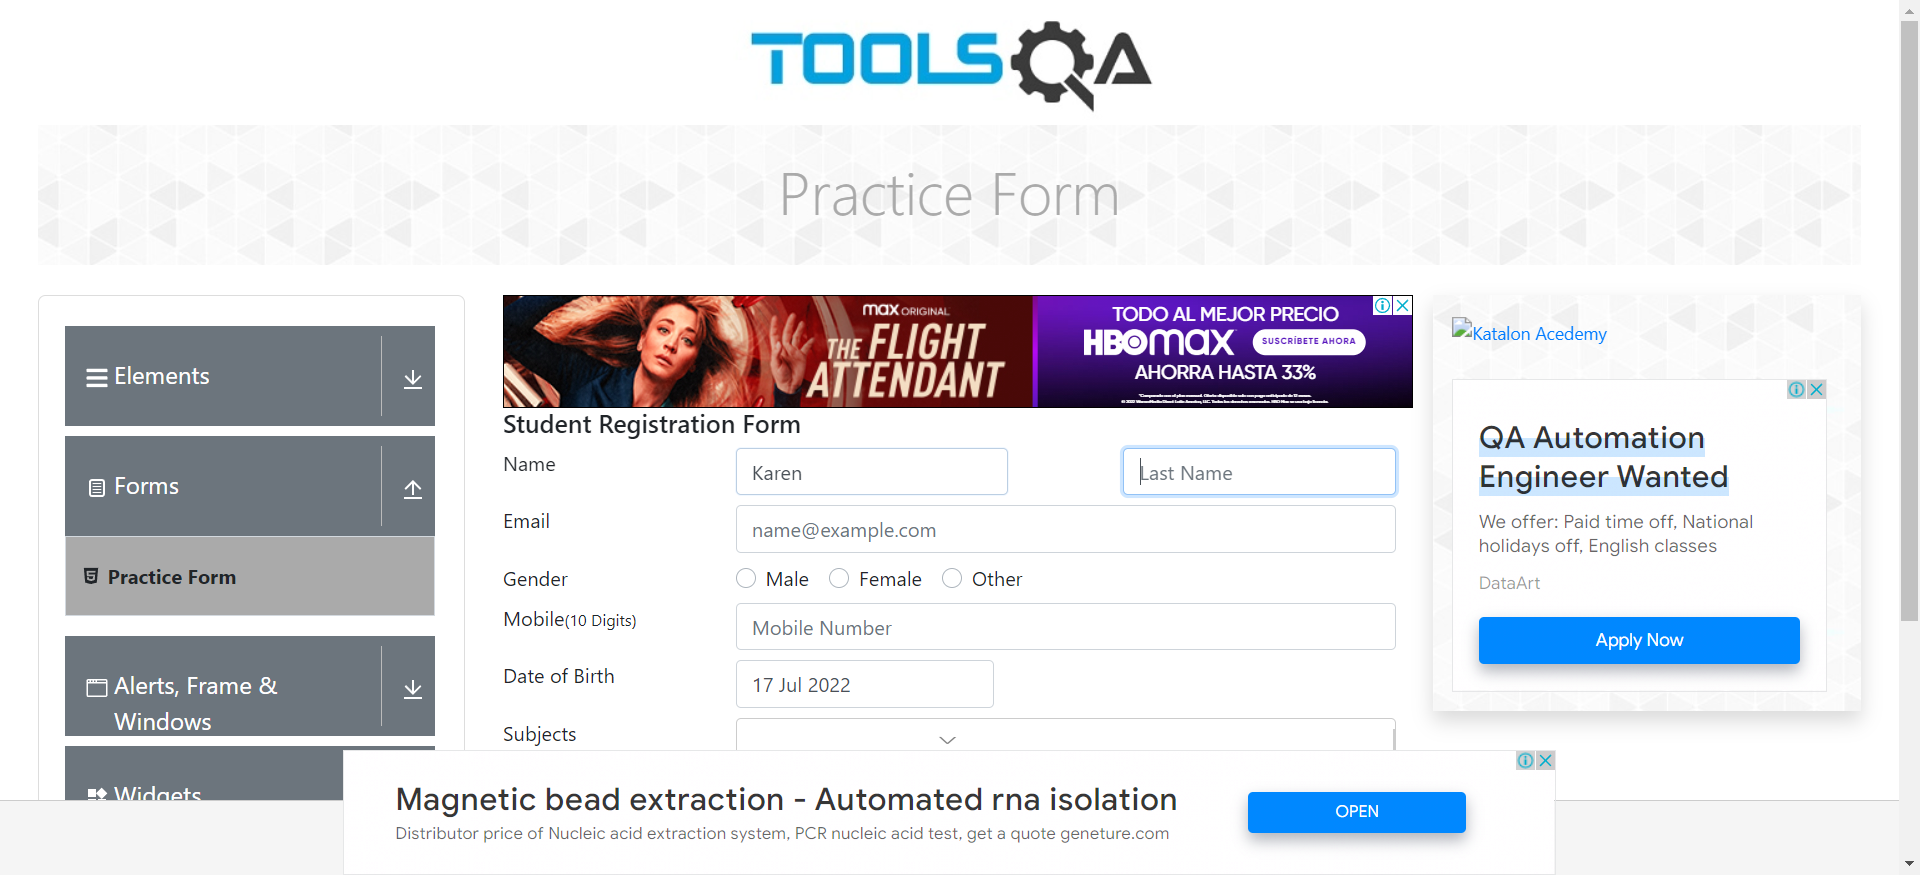 TOOLSQA
Practice Form
Elements
Forms
Practice Form
Alerts, Frame &
Windows
Widgets
max ORIGINAL
THE FLIGHT
ATTENDANT
TODO AL MEJOR PRECIO
HBOmax
SUSCRÍBETE AHORA
AHORRA HASTA 33%
Student Registration Form
Name
Karen
Last Name
Email
name@example.com
Gender
Male
Female
Other
Mobile(10 Digits)
Mobile Number
Date of Birth
17 Jul 2022
Subjects
Katalon Acedemy
QA Automation
Engineer Wanted
We offer: Paid time off, National
holidays off, English classes
DataArt
Apply Now
Magnetic bead extraction - Automated rna isolation
Distributor price of Nucleic acid extraction system, PCR nucleic acid test, get a quote geneture.com
OPEN